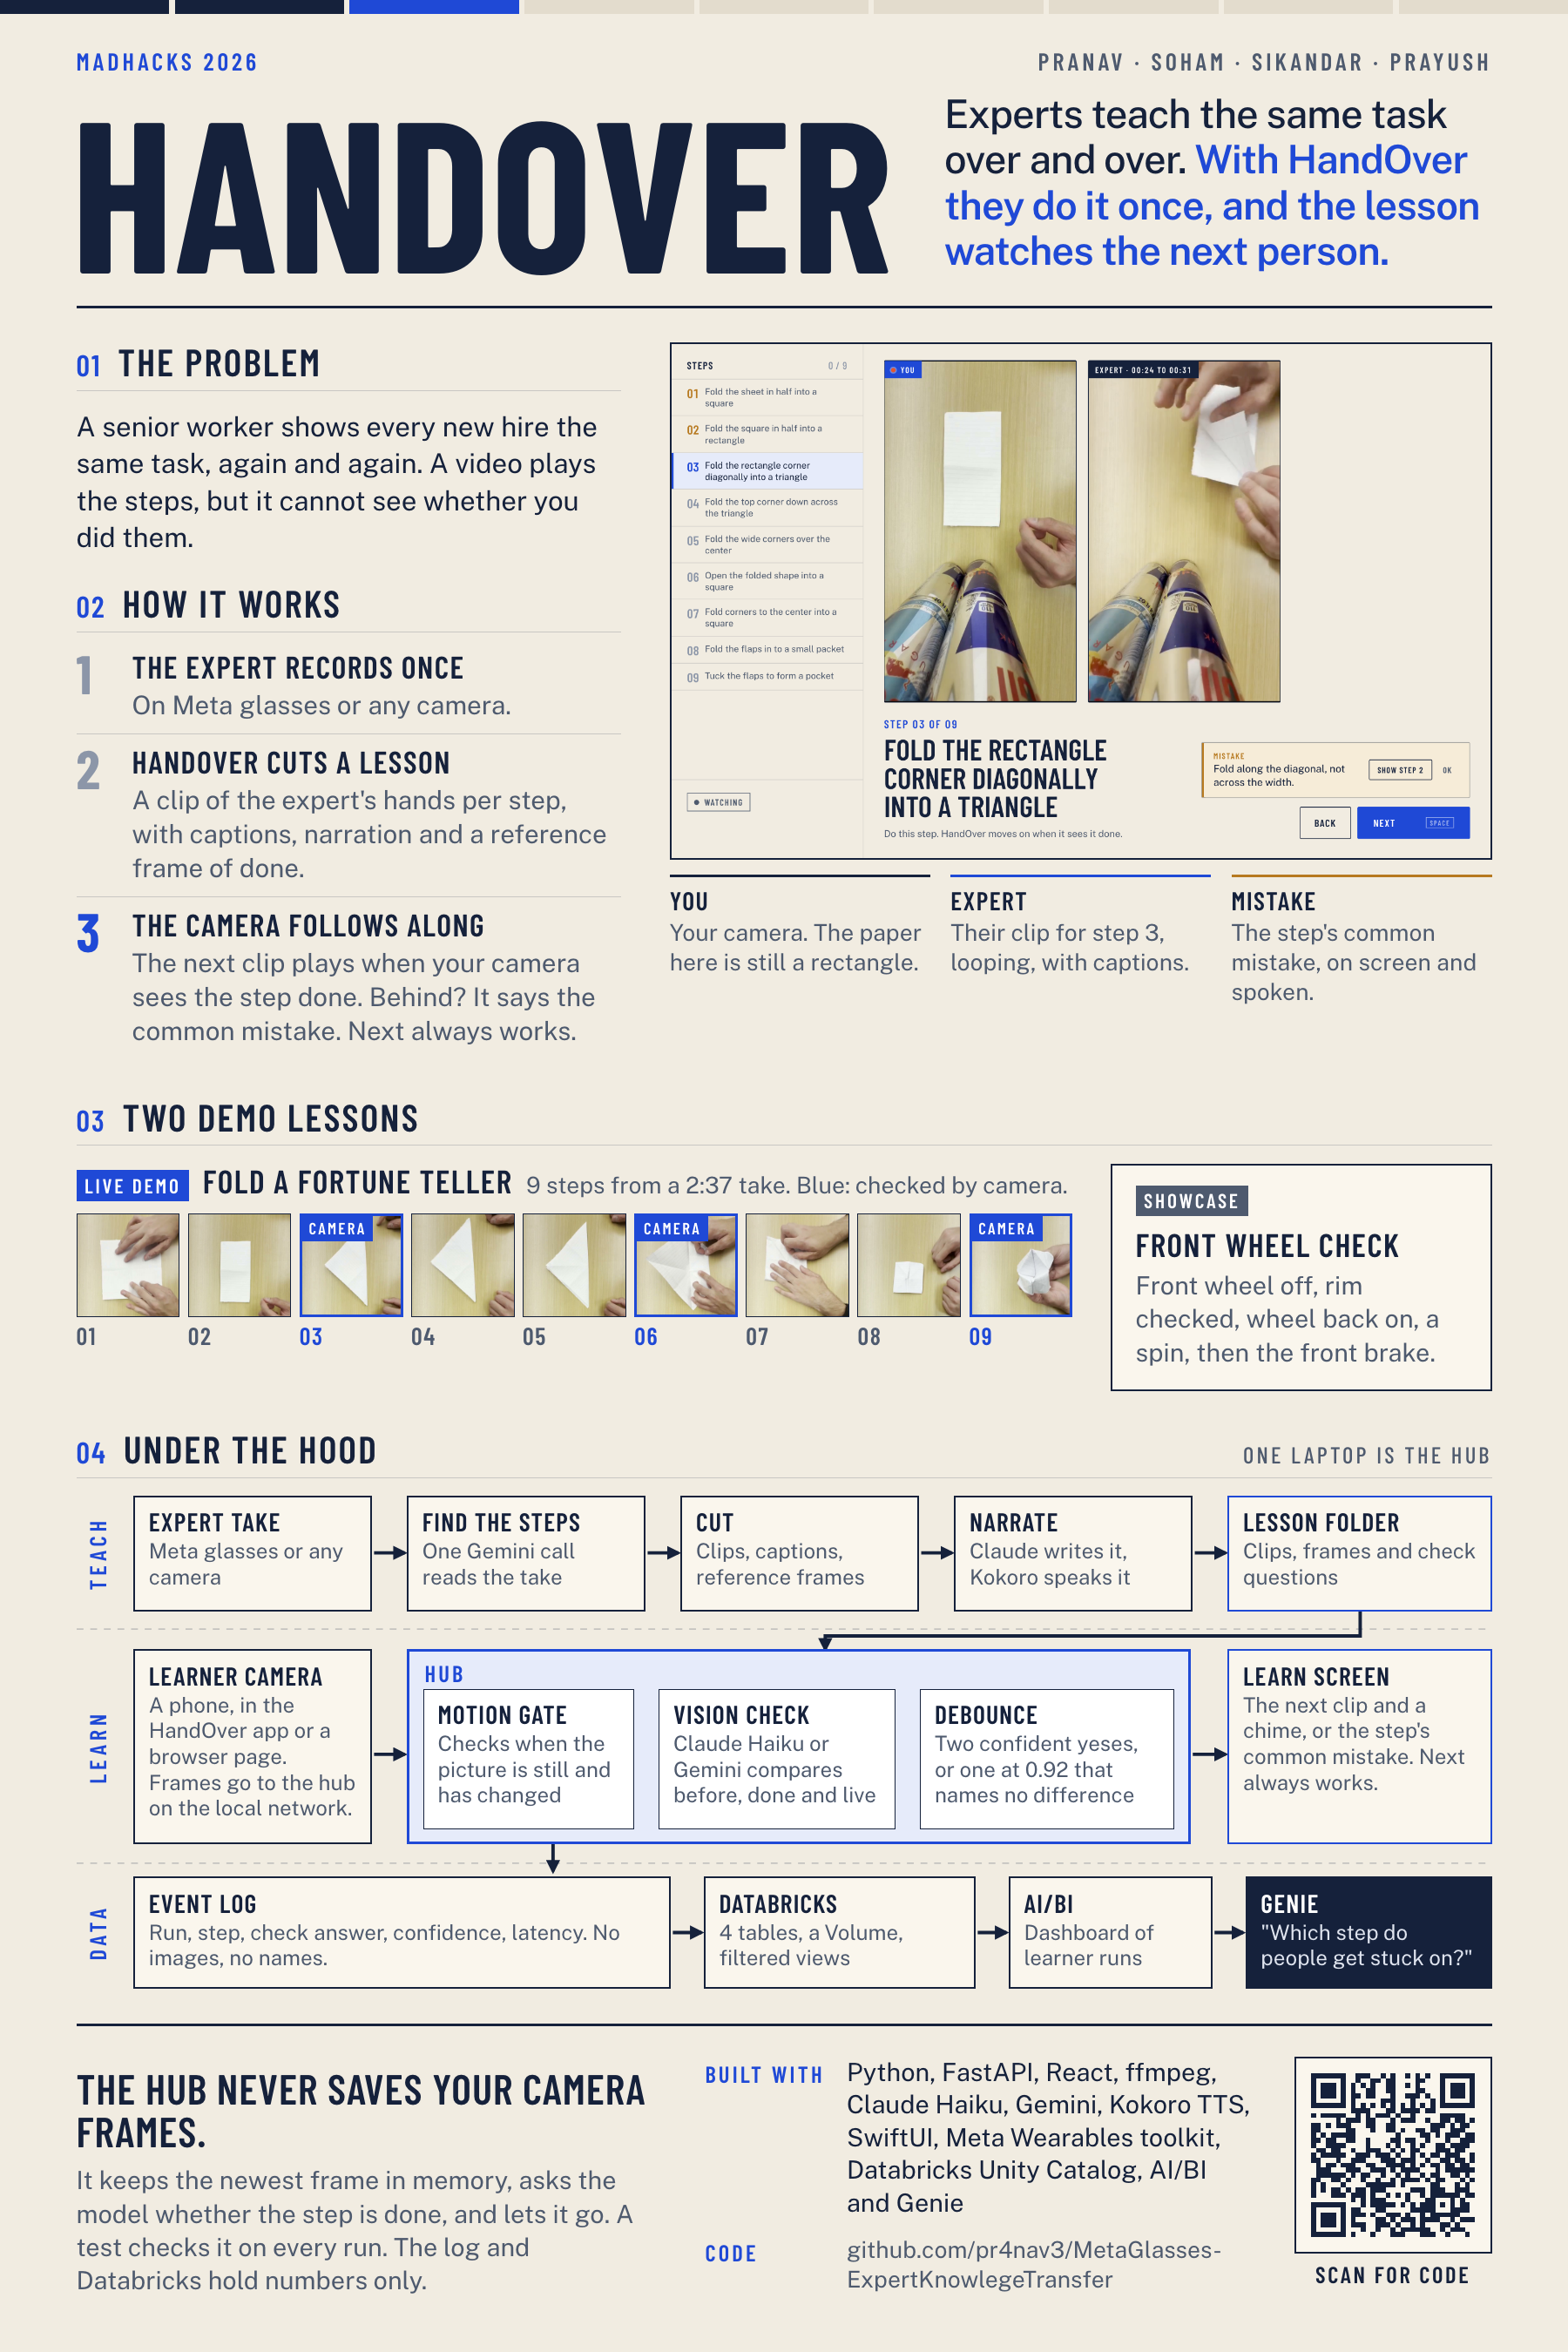 MADHACKS 2026
PRANAV · SOHAM · SIKANDAR · PRAYUSH
HANDOVER
Experts teach the same task
over and over. With HandOver
they do it once, and the lesson
watches the next person.
01 THE PROBLEM
A senior worker shows every new hire the
same task, again and again. A video plays
the steps, but it cannot see whether you
did them.
02 HOW IT WORKS
1 THE EXPERT RECORDS ONCE
On Meta glasses or any camera.
2 HANDOVER CUTS A LESSON
A clip of the expert's hands per step,
with captions, narration and a reference
frame of done.
3 THE CAMERA FOLLOWS ALONG
The next clip plays when your camera
sees the step done. Behind? It says the
common mistake. Next always works.
STEPS 0 / 9
01 Fold the sheet in half into a
square
02 Fold the square in half into a
rectangle
03 Fold the rectangle corner
diagonally into a triangle
04 Fold the top corner down across
the triangle
05 Fold the wide corners over the
center
06 Open the folded shape into a
square
07 Fold corners to the center into a
square
08 Fold the flaps in to a small packet
09 Tuck the flaps to form a pocket
WATCHING
YOU
EXPERT · 00:24 TO 00:31
STEP 03 OF 09
FOLD THE RECTANGLE
CORNER DIAGONALLY
INTO A TRIANGLE
Do this step. HandOver moves on when it sees it done.
MISTAKE
Fold along the diagonal, not
across the width.
SHOW STEP 2 OK
BACK NEXT SPACE
YOU
Your camera. The paper
here is still a rectangle.
EXPERT
Their clip for step 3,
looping, with captions.
MISTAKE
The step's common
mistake, on screen and
spoken.
03 TWO DEMO LESSONS
LIVE DEMO FOLD A FORTUNE TELLER 9 steps from a 2:37 take. Blue: checked by camera.
CAMERA CAMERA CAMERA
01 02 03 04 05 06 07 08 09
SHOWCASE
FRONT WHEEL CHECK
Front wheel off, rim
checked, wheel back on, a
spin, then the front brake.
04 UNDER THE HOOD
ONE LAPTOP IS THE HUB
TEACH
EXPERT TAKE
Meta glasses or any
camera
FIND THE STEPS
One Gemini call
reads the take
CUT
Clips, captions,
reference frames
NARRATE
Claude writes it,
Kokoro speaks it
LESSON FOLDER
Clips, frames and check
questions
LEARN
LEARNER CAMERA
A phone, in the
HandOver app or a
browser page.
Frames go to the hub
on the local network.
HUB
MOTION GATE
Checks when the
picture is still and
has changed
VISION CHECK
Claude Haiku or
Gemini compares
before, done and live
DEBOUNCE
Two confident yeses,
or one at 0.92 that
names no difference
LEARN SCREEN
The next clip and a
chime, or the step's
common mistake. Next
always works.
DATA
EVENT LOG
Run, step, check answer, confidence, latency. No
images, no names.
DATABRICKS
4 tables, a Volume,
filtered views
AI/BI
Dashboard of
learner runs
GENIE
"Which step do
people get stuck on?"
THE HUB NEVER SAVES YOUR CAMERA
FRAMES.
It keeps the newest frame in memory, asks the
model whether the step is done, and lets it go. A
test checks it on every run. The log and
Databricks hold numbers only.
BUILT WITH
Python, FastAPI, React, ffmpeg,
Claude Haiku, Gemini, Kokoro TTS,
SwiftUI, Meta Wearables toolkit,
Databricks Unity Catalog, AI/BI
and Genie
CODE
github.com/pr4nav3/MetaGlasses-
ExpertKnowlegeTransfer
SCAN FOR CODE